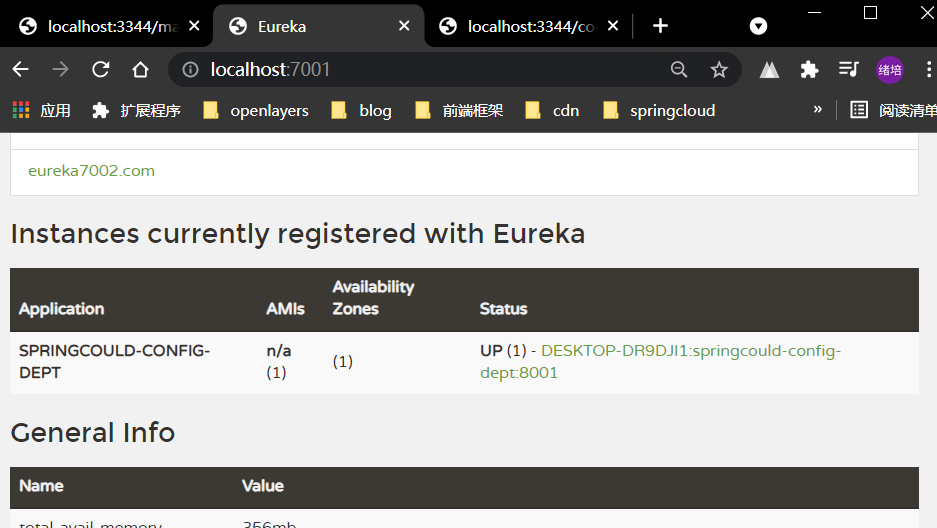 localhost:3344/ma
Eureka
localhost:3344/co
localhost:7001
绪培
应用
扩展程序
openlayers
blog
前端框架
cdn
springcloud
»
阅读清单
eureka7002.com
Instances currently registered with Eureka
Application AMIs Availability Zones Status
SPRINGCOULD-CONFIG-
DEPT
n/a
(1)
(1)
UP (1) - DESKTOP-DR9DJI1:springcould-config-
dept:8001
General Info
Name Value
total-avail-memory 356mb